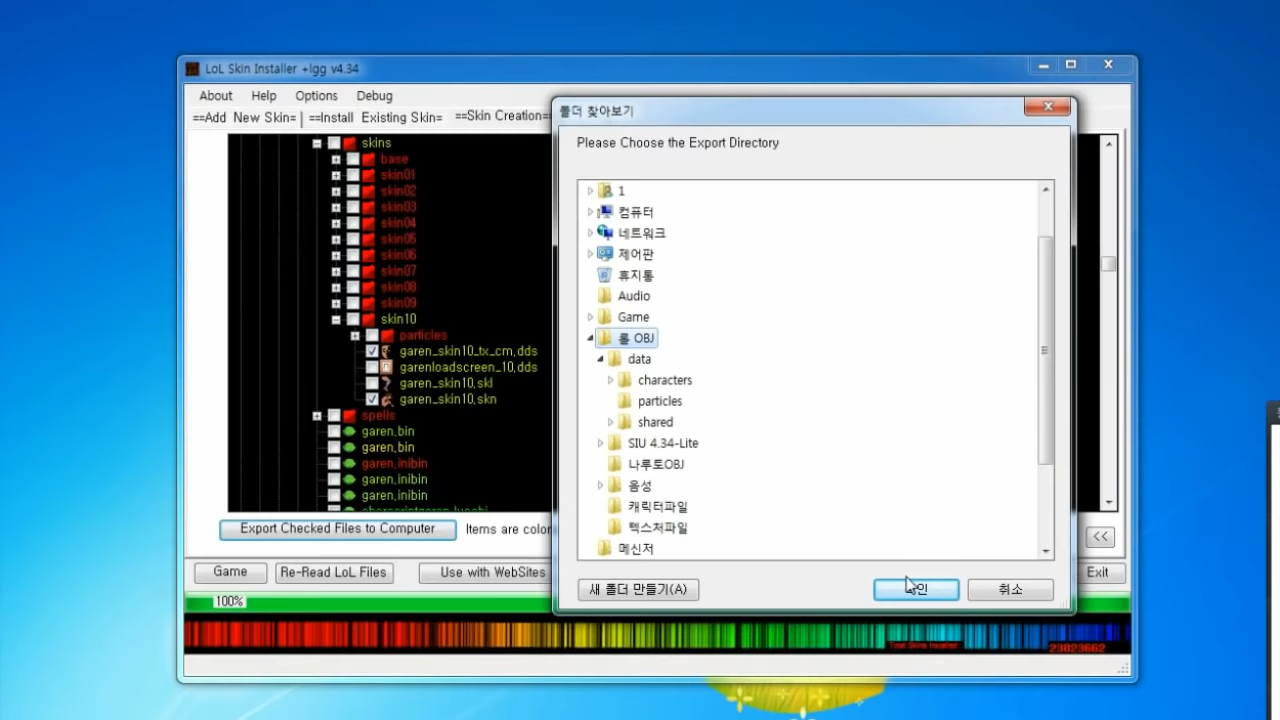 LoL Skin Installer +lgg v4.34
About Help Options Debug
==Add New Skin= | ==Install Existing Skin= ==Skin Creation=
skins
base
skin01
skin02
skin03
skin04
skin05
skin06
skin07
skin08
skin09
skin10
particles
garen_skin10_tx_cm.dds
garenloadscreen_10.dds
garen_skin10.skl
garen_skin10.skn
spells
garen.bin
garen.bin
garen.inibin
garen.inibin
garen.inibin
Export Checked Files to Computer
Items are color
<<
Game
Re-Read LoL Files
Use with WebSites
Exit
100%
Total Skins Installed:
23823662
폴더 찾아보기
Please Choose the Export Directory
1
컴퓨터
네트워크
제어판
휴지통
Audio
Game
롤 OBJ
data
characters
particles
shared
SIU 4.34-Lite
나루토OBJ
음성
캐릭터파일
텍스처파일
메신저
새 폴더 만들기(A)
취소